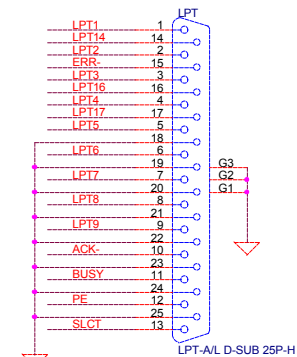 LPT
LPT1 1
LPT14 14
LPT2 2
ERR- 15
LPT3 3
LPT16 16
LPT4 4
LPT17 17
LPT5 5
18
LPT6 6
19 G3
LPT7 7 G2
20 G1
LPT8 8
21
LPT9 9
22
ACK- 10
23
BUSY 11
24
PE 12
25
SLCT 13
LPT-A/L D-SUB 25P-H